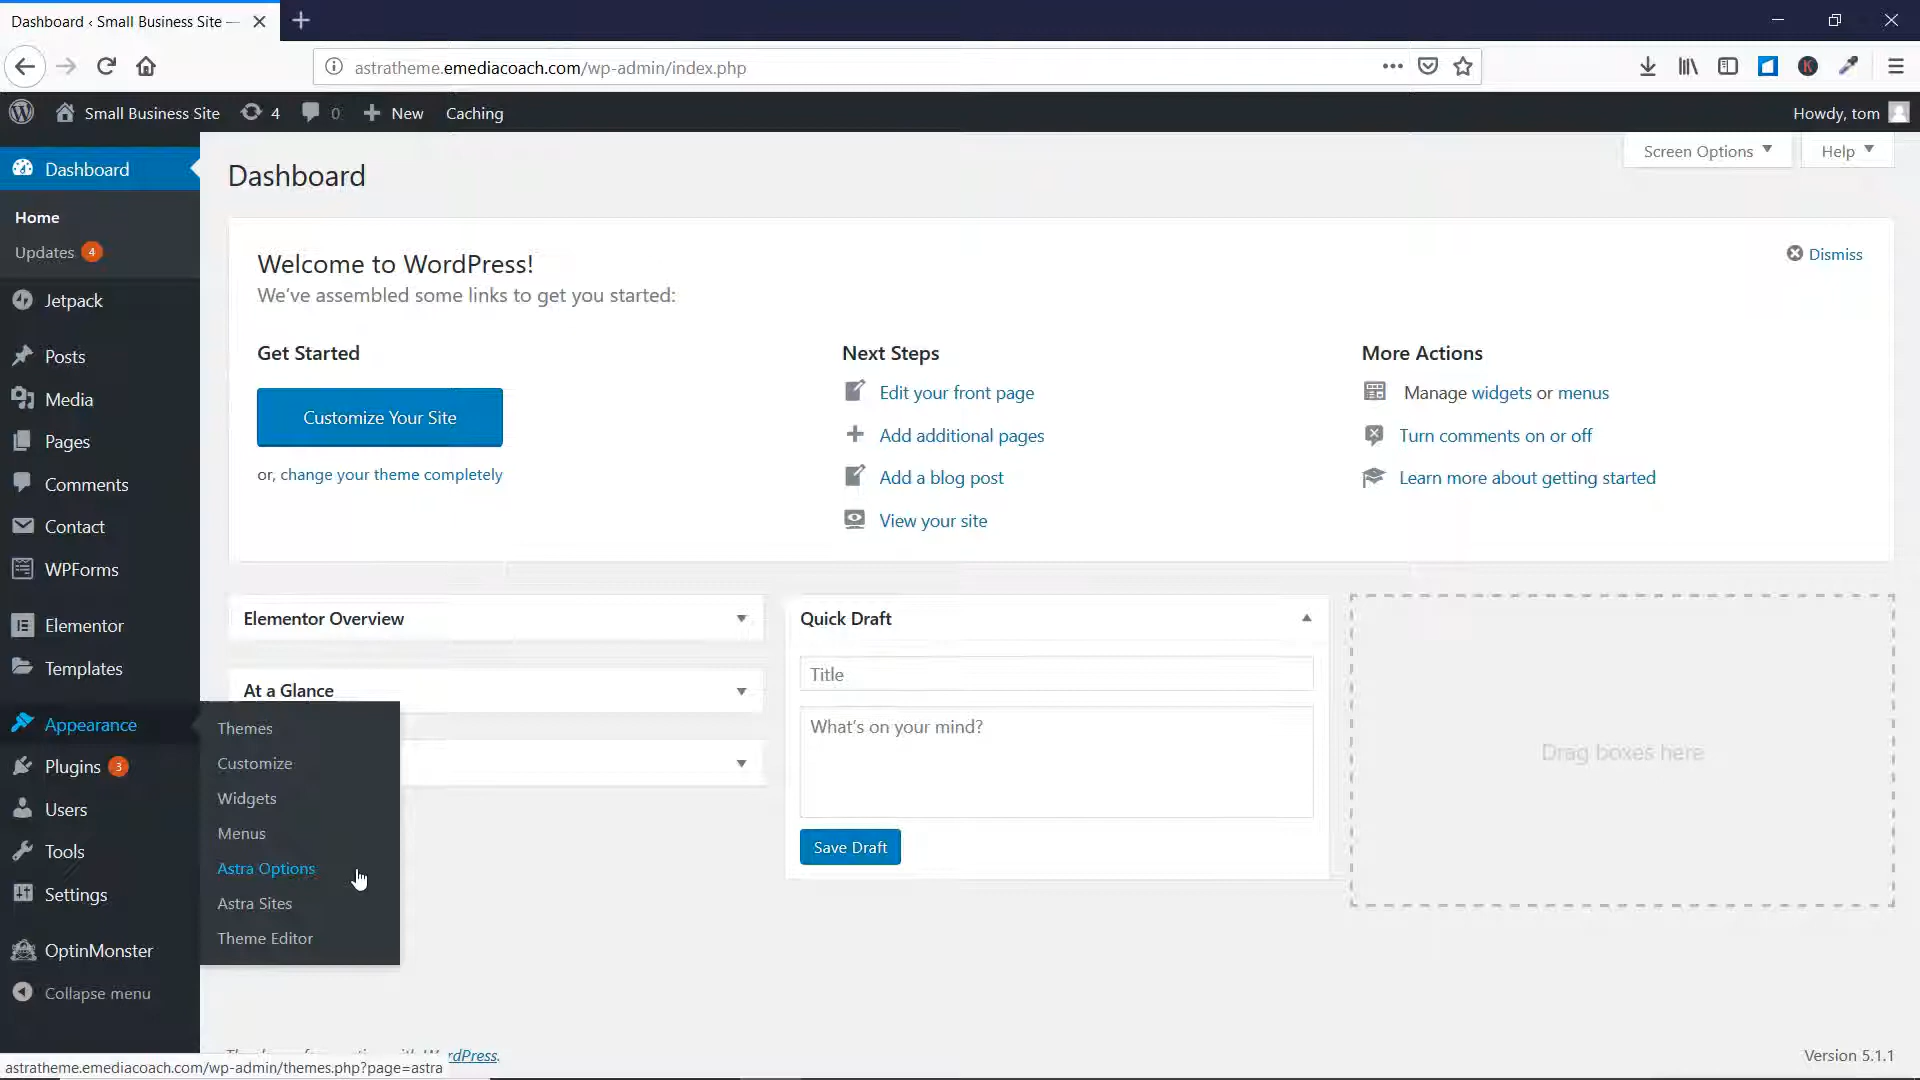 Dashboard ‹ Small Business Site —
astratheme.emediacoach.com/wp-admin/index.php
Small Business Site 4 0 New Caching Howdy, tom
Screen Options Help
Dashboard
Home
Updates 4
Jetpack
Posts
Media
Pages
Comments
Contact
WPForms
Elementor
Templates
Appearance
Plugins 3
Users
Tools
Settings
OptinMonster
Collapse menu
Themes
Customize
Widgets
Menus
Astra Options
Astra Sites
Theme Editor
Dashboard
Welcome to WordPress!
We've assembled some links to get you started:
Dismiss
Get Started
Customize Your Site
or, change your theme completely
Next Steps
Edit your front page
Add additional pages
Add a blog post
View your site
More Actions
Manage widgets or menus
Turn comments on or off
Learn more about getting started
Elementor Overview
At a Glance
Quick Draft
Title
What's on your mind?
Save Draft
Drag boxes here
rdPress.
Version 5.1.1
astratheme.emediacoach.com/wp-admin/themes.php?page=astra